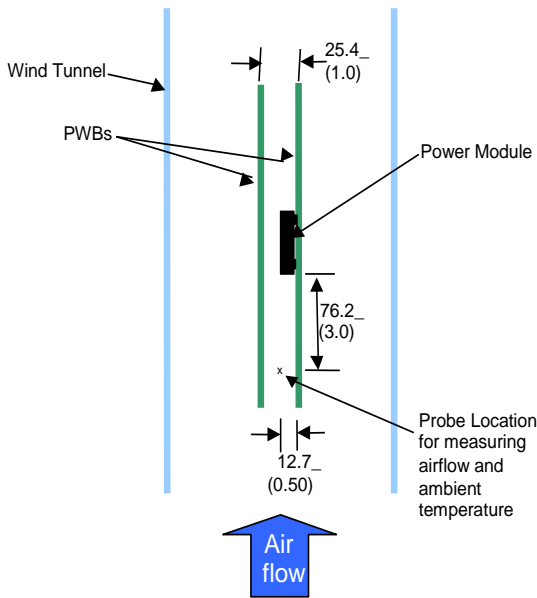 25.4_
(1.0)
Wind Tunnel
PWBs
Power Module
76.2_
(3.0)
x
Probe Location
for measuring
airflow and
ambient
temperature
12.7_
(0.50)
Air
flow